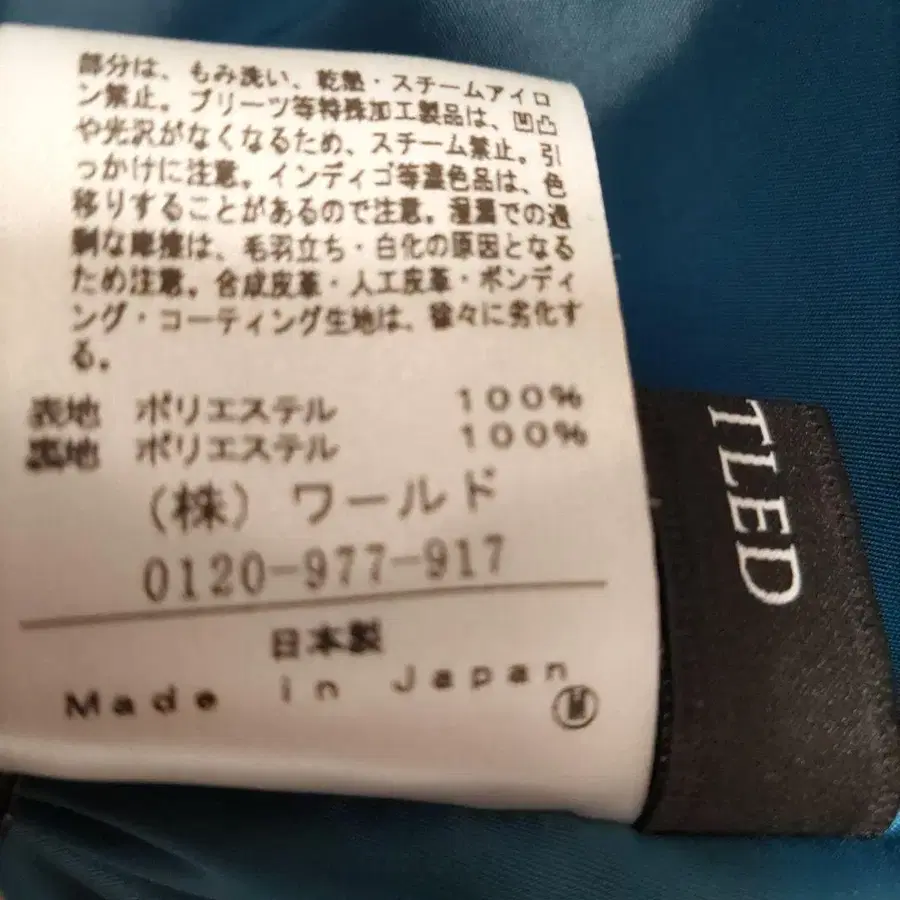 部分は、もみ洗い、乾塾・スチームアイロ
ン禁止。プリーツ等特殊加工製品は、凹凸
や光沢がなくなるため、スチーム禁止。引
っかけに注意。インディゴ等濃色品は、色
移りすることがあるので注意。湿潤での過
剰な摩擦は、毛羽立ち・白化の原因となる
ため注意。合成皮革・人工皮革・ボンディ
ング・コーティング生地は、徐々に劣化す
る。
表地 ポリエステル 100%
裏地 ポリエステル 100%
(株) ワールド
0120-977-917
日本製
Made in Japan
W
TLED